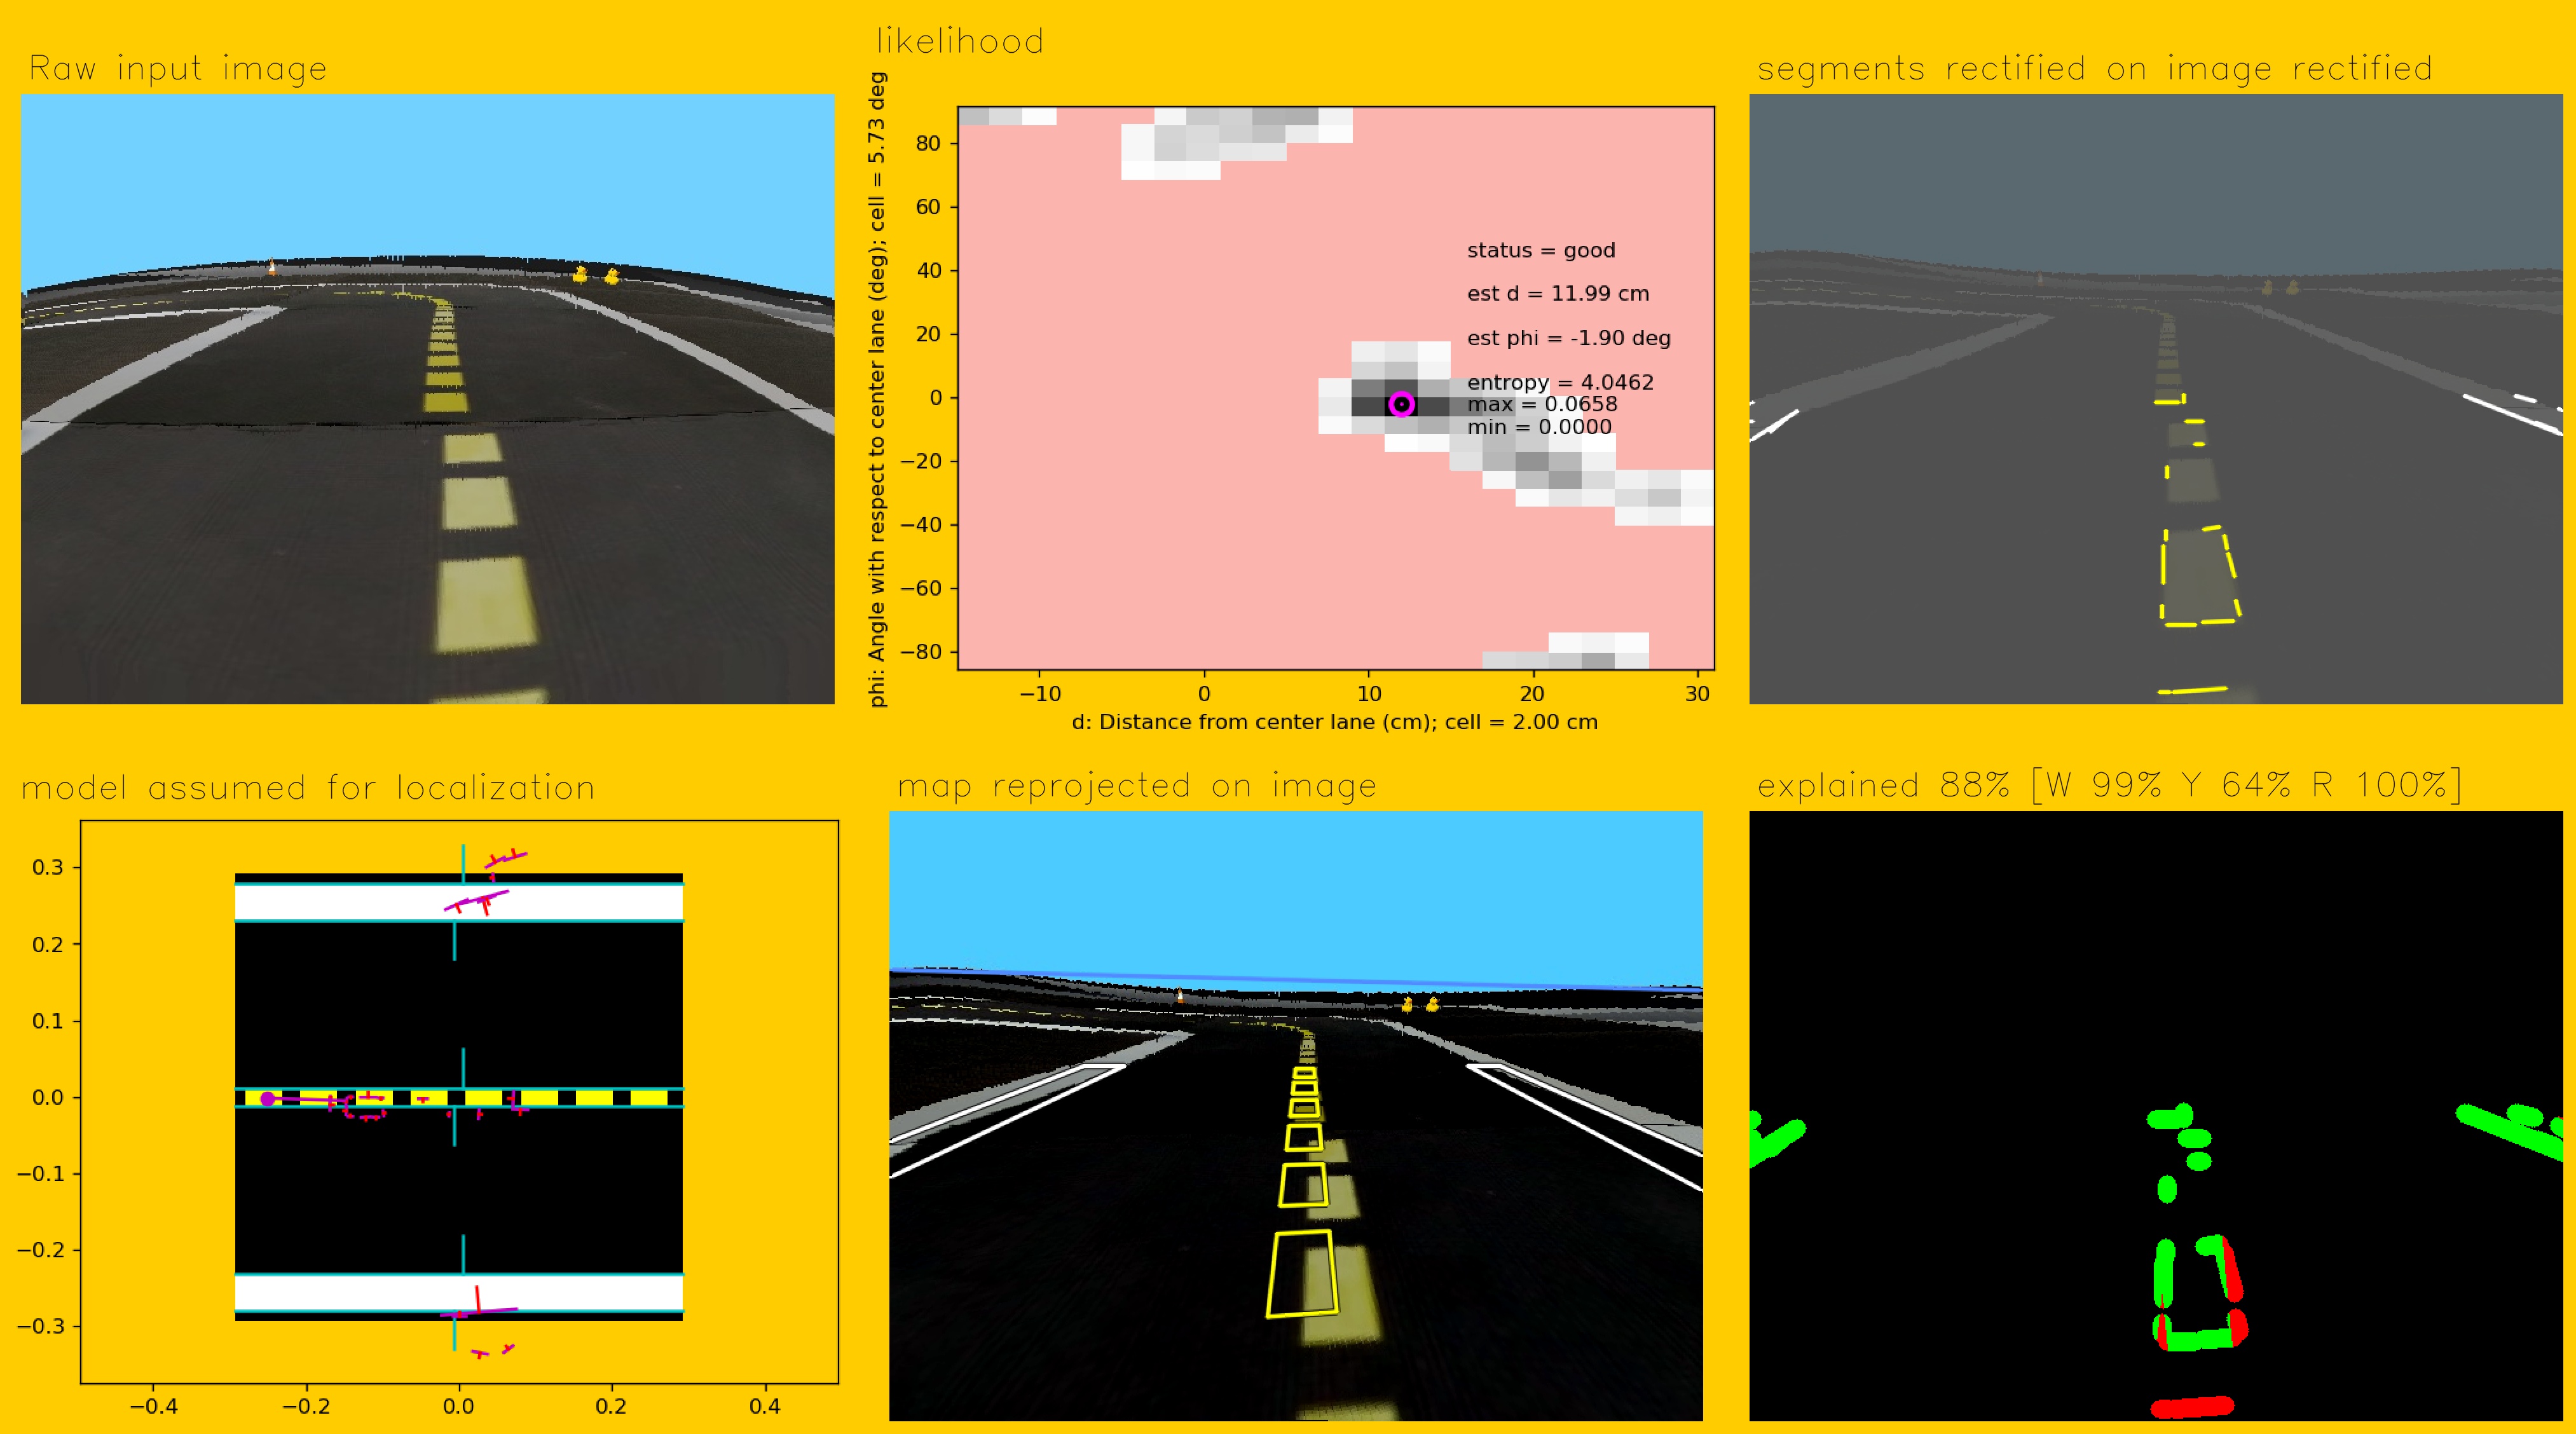 Raw input image
likelihood
phi: Angle with respect to center lane (deg); cell = 5.73 deg
80
60
40
20
0
−20
−40
−60
−80
status = good
est d = 11.99 cm
est phi = -1.90 deg
entropy = 4.0462
max = 0.0658
min = 0.0000
−10 0 10 20 30
d: Distance from center lane (cm); cell = 2.00 cm
segments rectified on image rectified
model assumed for localization
0.3
0.2
0.1
0.0
−0.1
−0.2
−0.3
−0.4 −0.2 0.0 0.2 0.4
map reprojected on image
explained 88% [W 99% Y 64% R 100%]